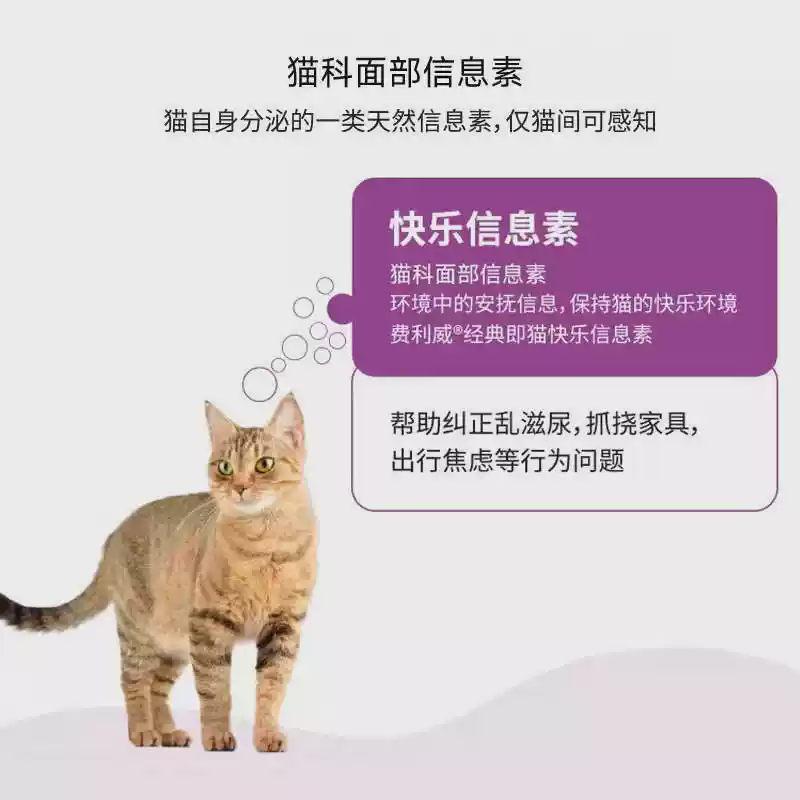 猫科面部信息素
猫自身分泌的一类天然信息素，仅猫间可感知
快乐信息素
猫科面部信息素
环境中的安抚信息，保持猫的快乐环境
费利威®经典即猫快乐信息素
帮助纠正乱滋尿，抓挠家具，
出行焦虑等行为问题